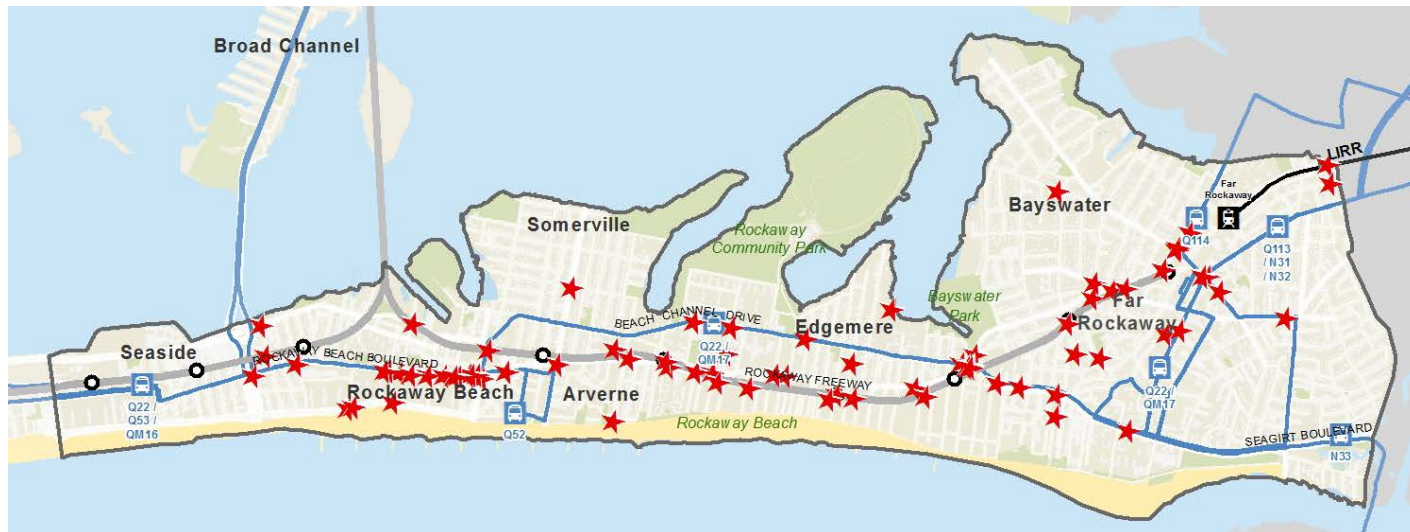 Broad Channel
LIRR
Far
Rockaway
Bayswater
Somerville
Rockaway
Community Park
Q114
Q113
/ N31
/ N32
Bayswater
Park
Far
Rockaway
BEACH CHANNEL DRIVE
Edgemere
Seaside
ROCKAWAY BEACH BOULEVARD
Q22 /
QM17
ROCKAWAY FREEWAY
Q22 /
QM17
Rockaway Beach
Arverne
Q22 /
Q53 /
QM16
Q52
Rockaway Beach
SEAGIRT BOULEVARD
N33